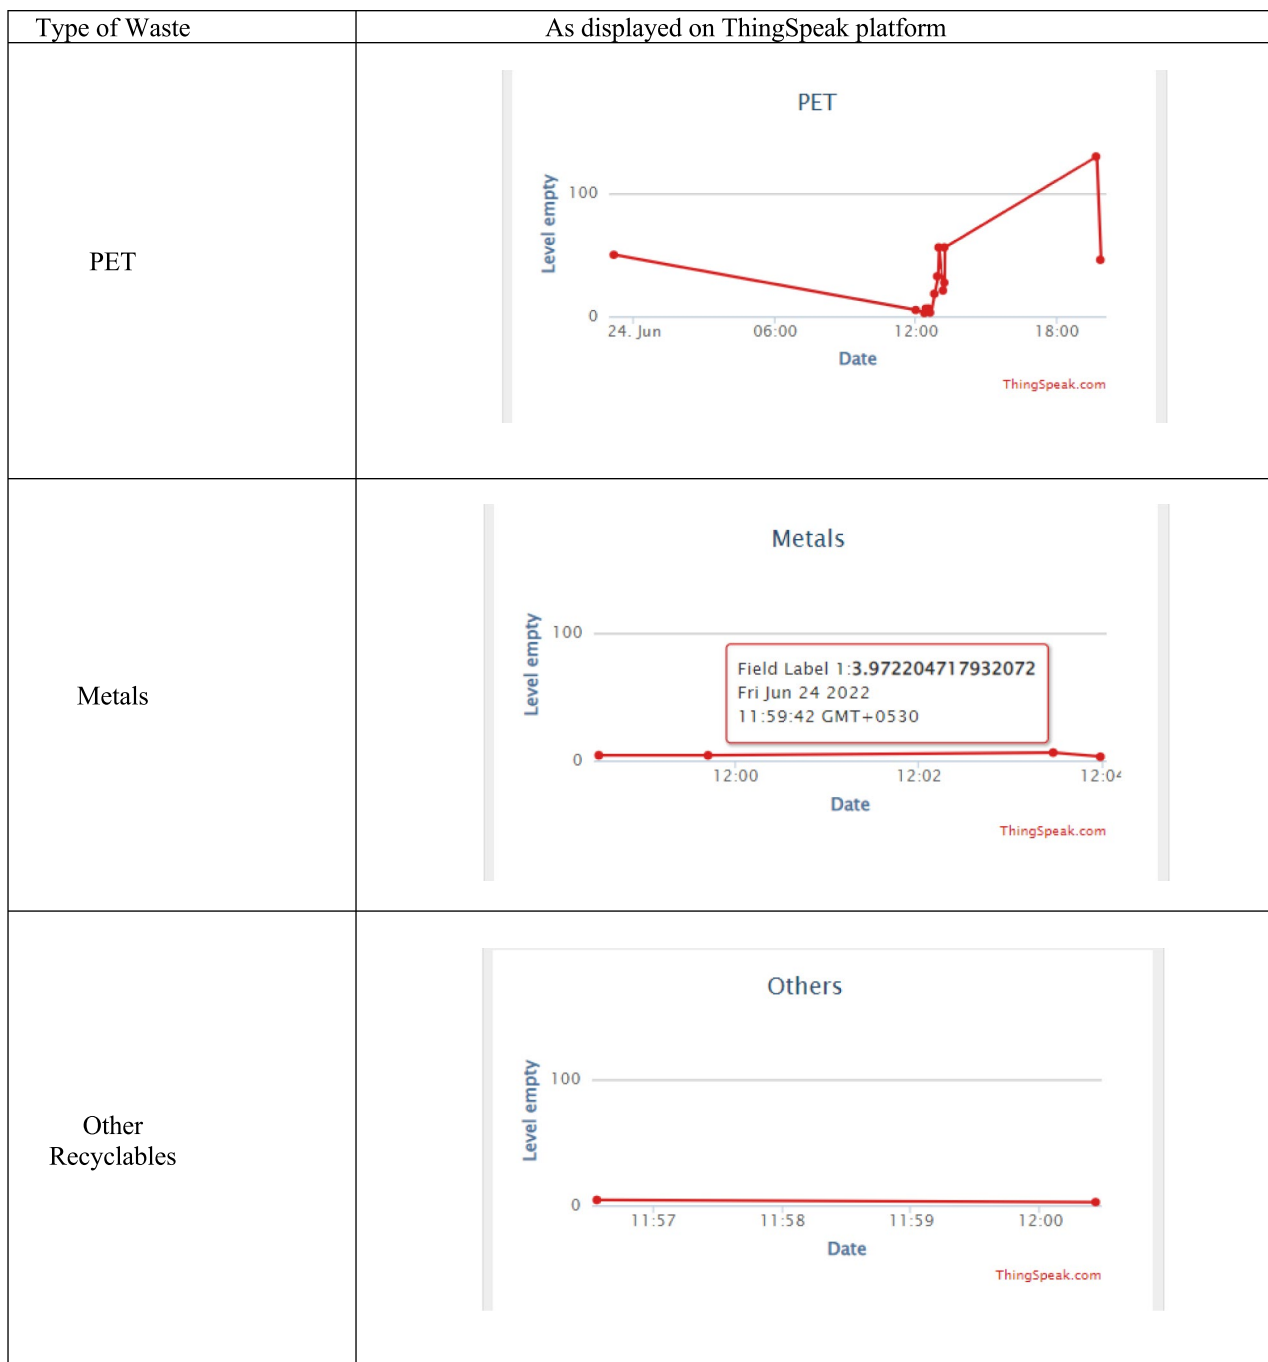 Type of Waste
As displayed on ThingSpeak platform
PET
PET
Level empty
100
0
24. Jun
06:00
12:00
18:00
Date
ThingSpeak.com
Metals
Metals
Level empty
100
Field Label 1:3.972204717932072
Fri Jun 24 2022
11:59:42 GMT+0530
0
12:00
12:02
12:04
Date
ThingSpeak.com
Other
Recyclables
Others
Level empty
100
0
11:57
11:58
11:59
12:00
Date
ThingSpeak.com